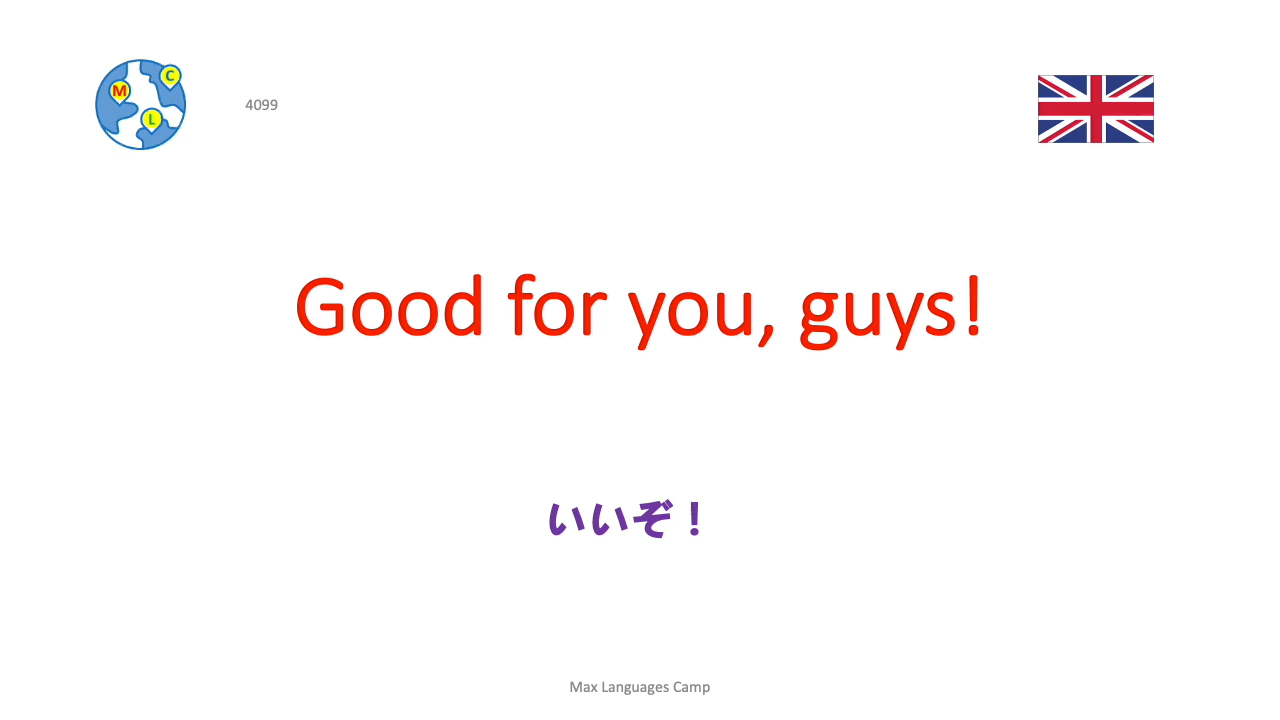 C
M
L
4099
Good for you, guys!
いいぞ！
Max Languages Camp